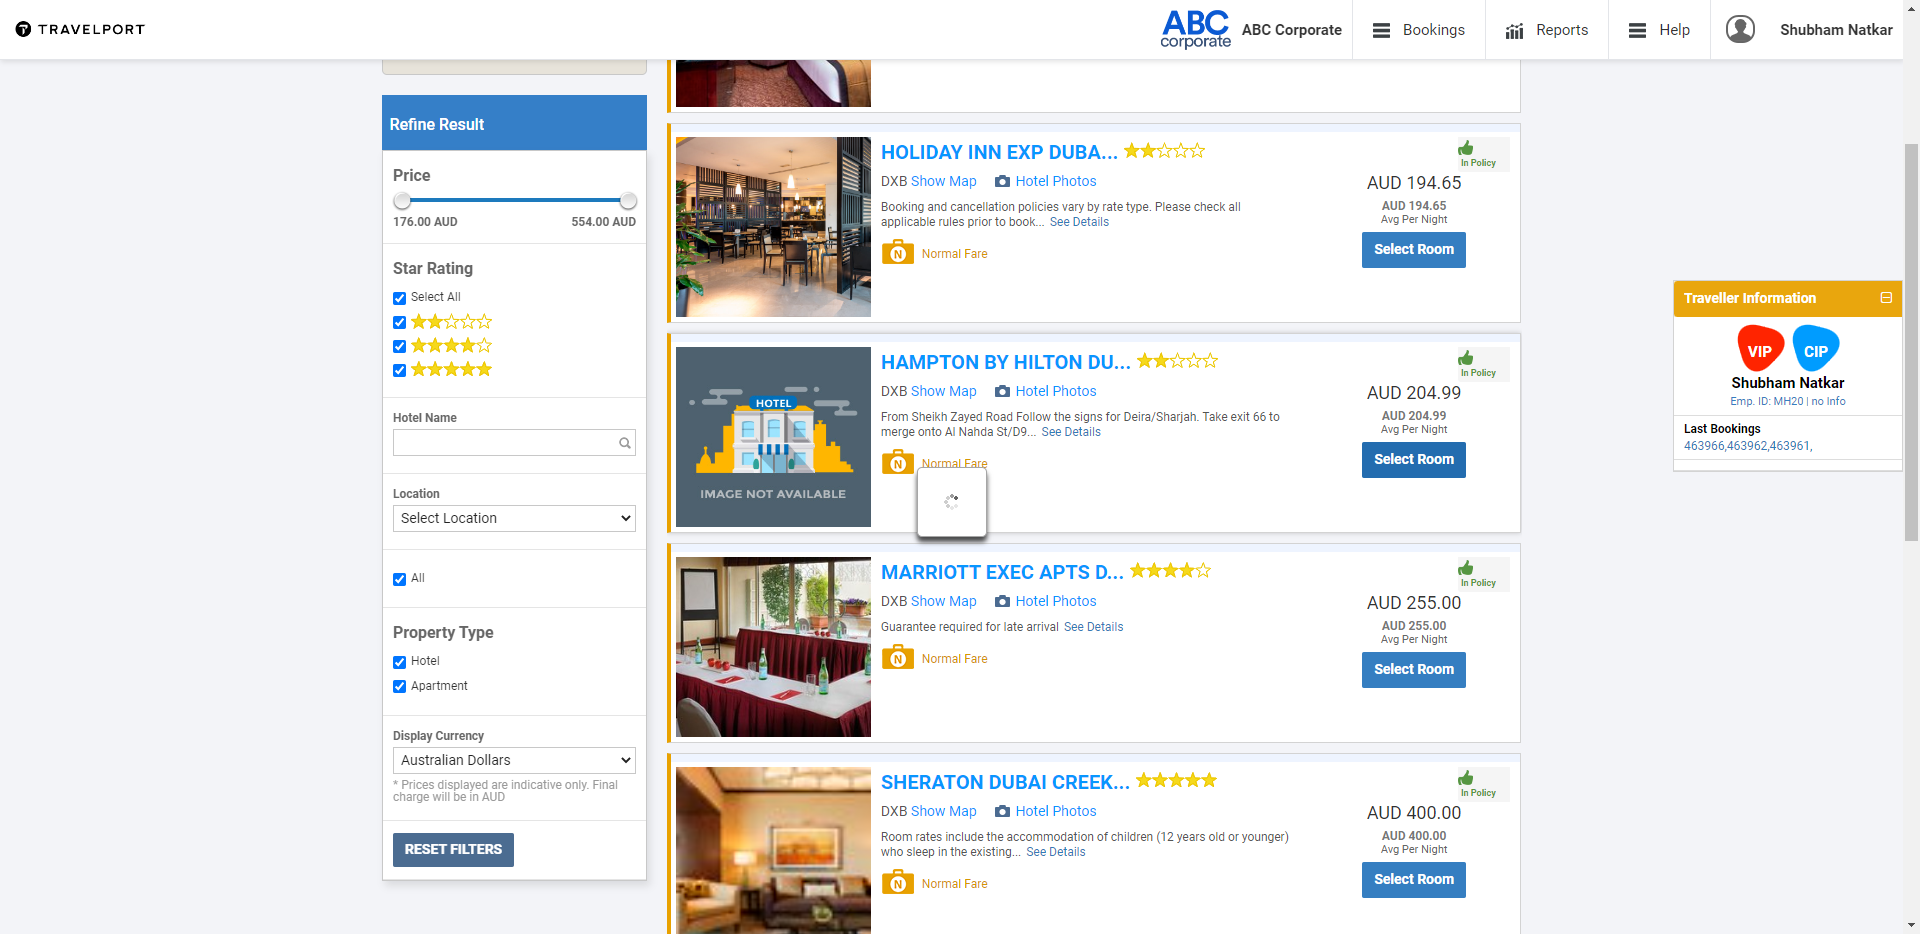 TRAVELPORT
ABC
corporate
ABC Corporate
Bookings
Reports
Help
Shubham Natkar
Refine Result
Price
176.00 AUD
554.00 AUD
Star Rating
Select All
Hotel Name
Location
Select Location
All
Property Type
Hotel
Apartment
Display Currency
Australian Dollars
* Prices displayed are indicative only. Final
charge will be in AUD
RESET FILTERS
HOLIDAY INN EXP DUBA...
DXB Show Map Hotel Photos
Booking and cancellation policies vary by rate type. Please check all
applicable rules prior to book... See Details
N Normal Fare
In Policy
AUD 194.65
AUD 194.65
Avg Per Night
Select Room
HOTEL
IMAGE NOT AVAILABLE
HAMPTON BY HILTON DU...
DXB Show Map Hotel Photos
From Sheikh Zayed Road Follow the signs for Deira/Sharjah. Take exit 66 to
merge onto Al Nahda St/D9... See Details
N Normal Fare
In Policy
AUD 204.99
AUD 204.99
Avg Per Night
Select Room
MARRIOTT EXEC APTS D...
DXB Show Map Hotel Photos
Guarantee required for late arrival See Details
N Normal Fare
In Policy
AUD 255.00
AUD 255.00
Avg Per Night
Select Room
SHERATON DUBAI CREEK...
DXB Show Map Hotel Photos
Room rates include the accommodation of children (12 years old or younger)
who sleep in the existing... See Details
N Normal Fare
In Policy
AUD 400.00
AUD 400.00
Avg Per Night
Select Room
Traveller Information
VIP
CIP
Shubham Natkar
Emp. ID: MH20 | no Info
Last Bookings
463966,463962,463961,